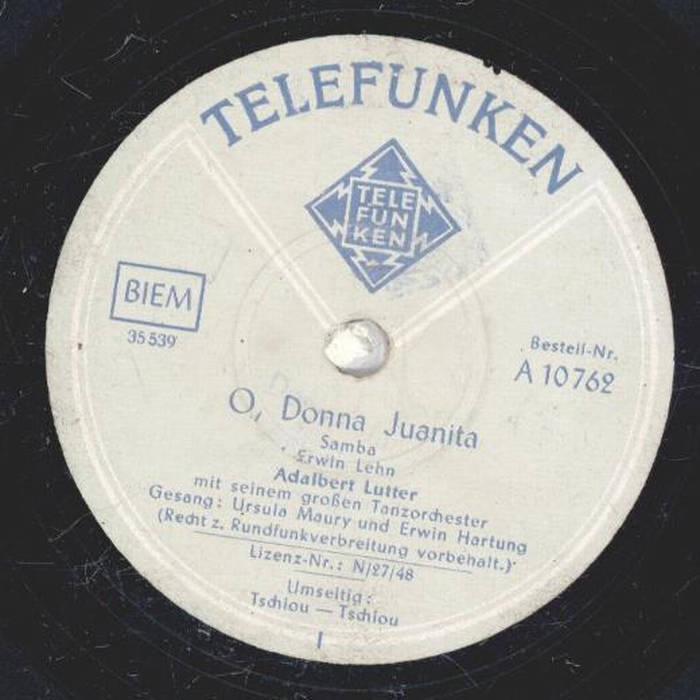 TELEFUNKEN
TELE
FUN
KEN
BIEM
35539
Bestell-Nr.
A 10762
O, Donna Juanita
Samba
Erwin Lehn
Adalbert Lutter
mit seinem großen Tanzorchester
Gesang: Ursula Maury und Erwin Hartung
(Recht z. Rundfunkverbreitung vorbehalt.)
Lizenz-Nr.: N/27/48
Umseitig:
Tschiou — Tschiou
I